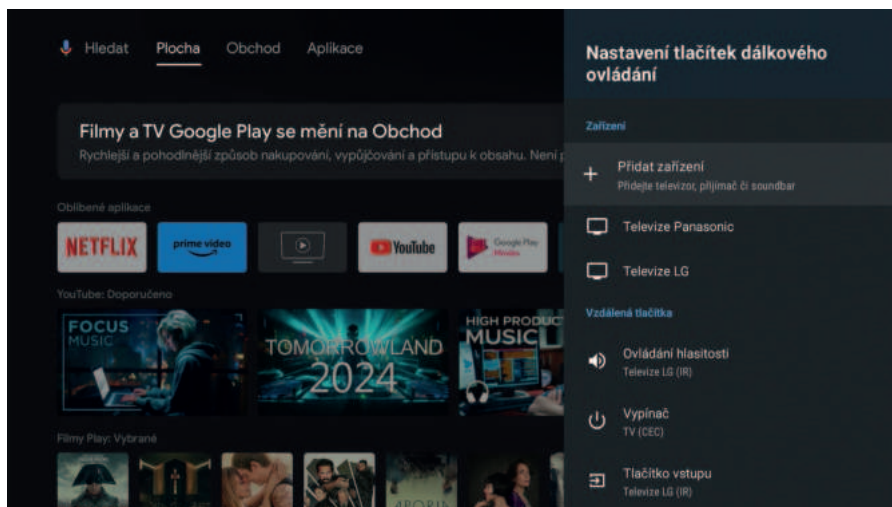 Hledat Plocha Obchod Aplikace
Filmy a TV Google Play se mění na Obchod
Rychlejší a pohodlnější způsob nakupování, vypůjčování a přístupu k obsahu. Není
Oblíbené aplikace
NETFLIX prime video YouTube Google Play
Movies
YouTube: Doporučeno
FOCUS
MUSIC
TOMORROWLAND
2024
HIGH PRODUC
MUSIC
Filmy Play: Vybrané
Nastavení tlačítek dálkového
ovládání
Zařízení
Přidat zařízení
Přidejte televizor, přijímač či soundbar
Televize Panasonic
Televize LG
Vzdálená tlačítka
Ovládání hlasitosti
Televize LG (IR)
Vypínač
TV (CEC)
Tlačítko vstupu
Televize LG (IR)